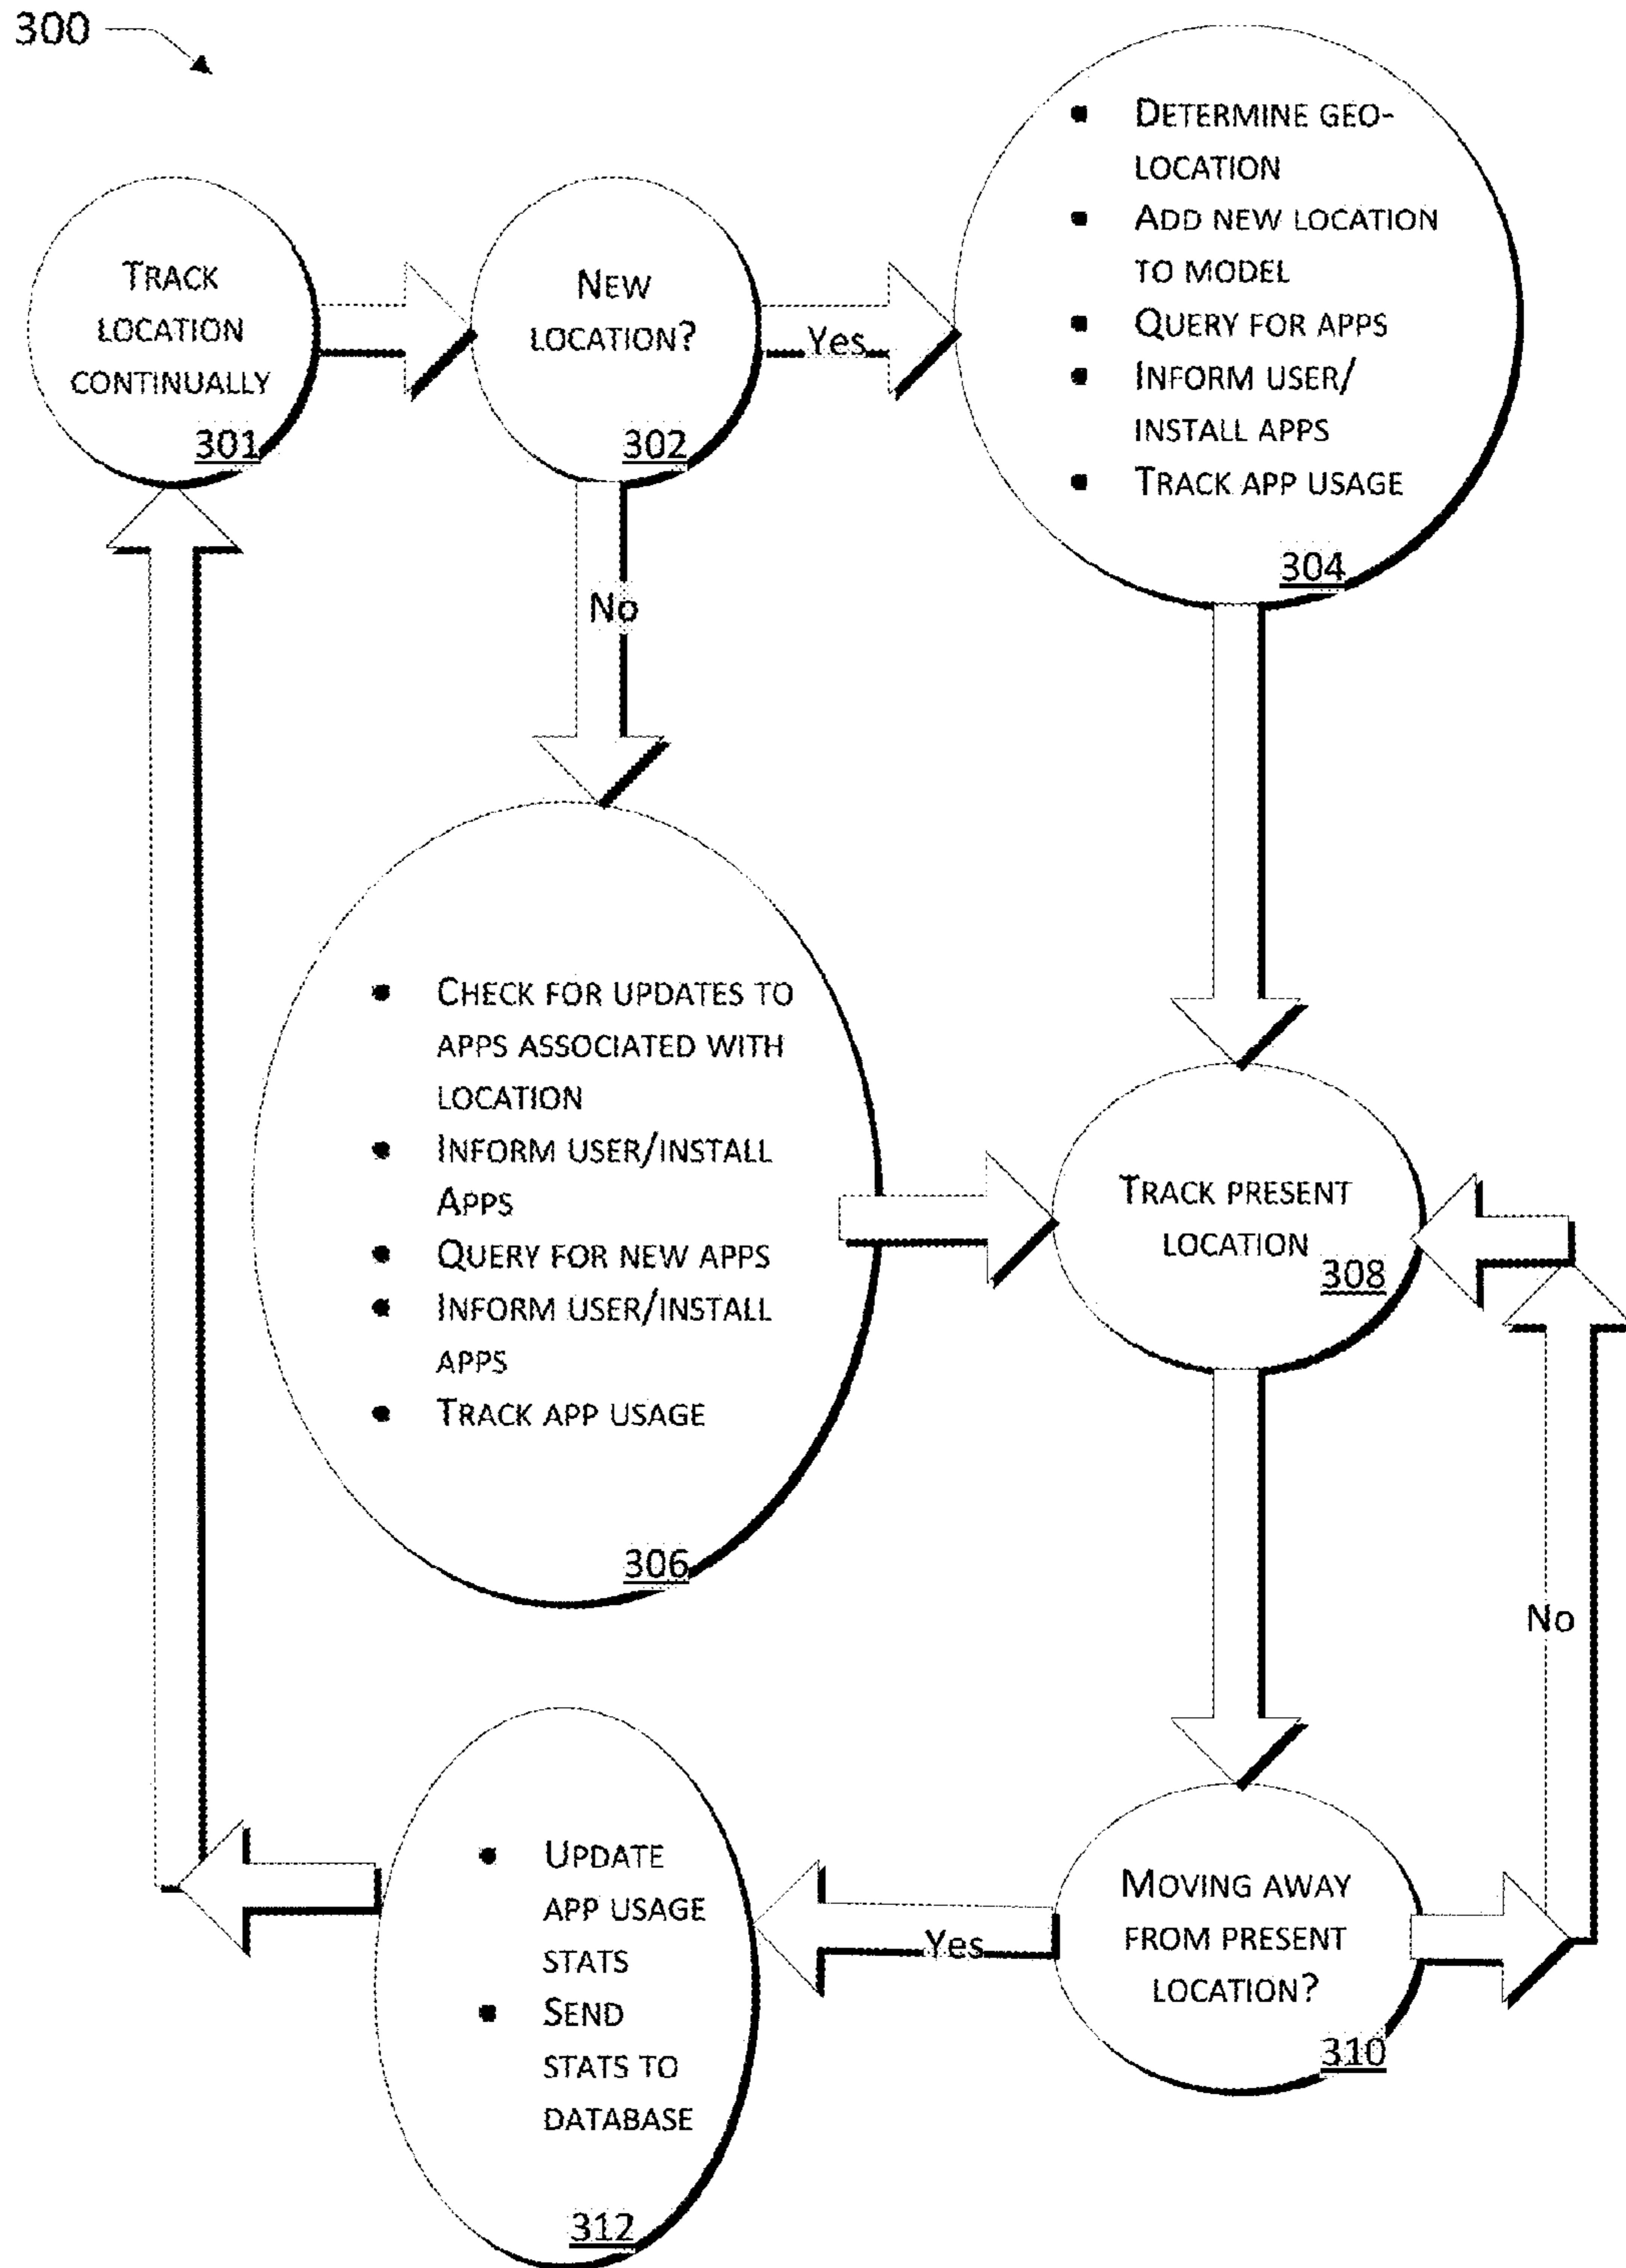 300
TRACK
LOCATION
CONTINUALLY
301
NEW
LOCATION?
302
Yes
▪ DETERMINE GEO-
LOCATION
▪ ADD NEW LOCATION
TO MODEL
▪ QUERY FOR APPS
▪ INFORM USER/
INSTALL APPS
▪ TRACK APP USAGE
304
No
• CHECK FOR UPDATES TO
APPS ASSOCIATED WITH
LOCATION
• INFORM USER/INSTALL
APPS
• QUERY FOR NEW APPS
• INFORM USER/INSTALL
APPS
• TRACK APP USAGE
306
TRACK PRESENT
LOCATION
308
No
MOVING AWAY
FROM PRESENT
LOCATION?
310
Yes
• UPDATE
APP USAGE
STATS
▪ SEND
STATS TO
DATABASE
312